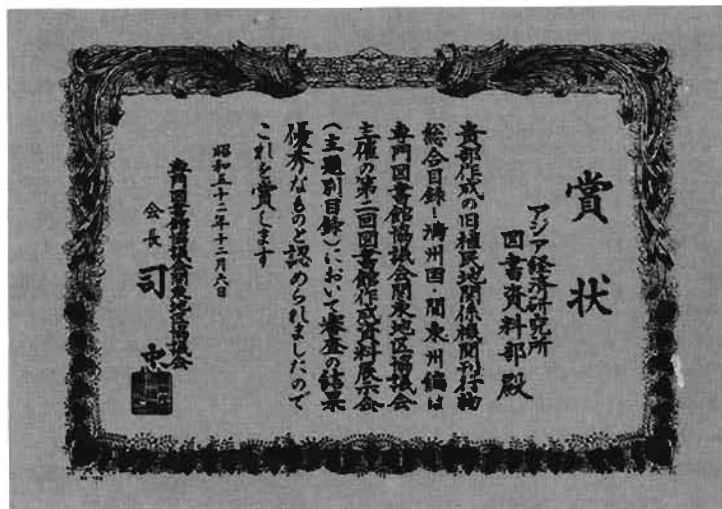 賞状
アジア経済研究所
図書資料部殿
貴部作成の旧植民地関係機関刊行物
総合目録ー満州国・関東州編は
専門図書館協議会関東地区協議会
主催の第二回図書館作成資料展示会
（主題別目録）において審査の結果
優秀なものと認められましたので
これを賞します
昭和五十二年十二月六日
専門図書館協議会関東地区協議会
会長 司 忠